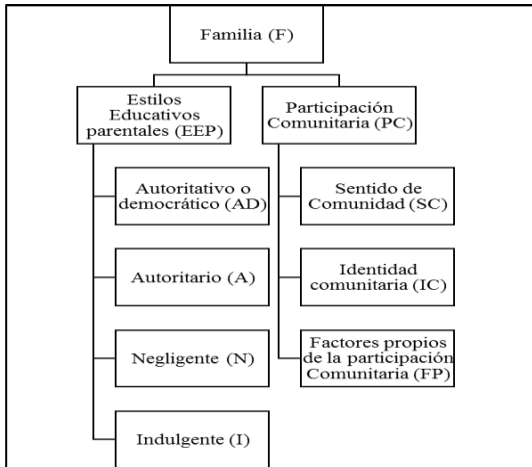 Familia (F)
Estilos
Educativos
parentales (EEP)
Autoritativo o
democrático (AD)
Autoritario (A)
Negligente (N)
Indulgente (I)
Participación
Comunitaria (PC)
Sentido de
Comunidad (SC)
Identidad
comunitaria (IC)
Factores propios
de la participación
Comunitaria (FP)